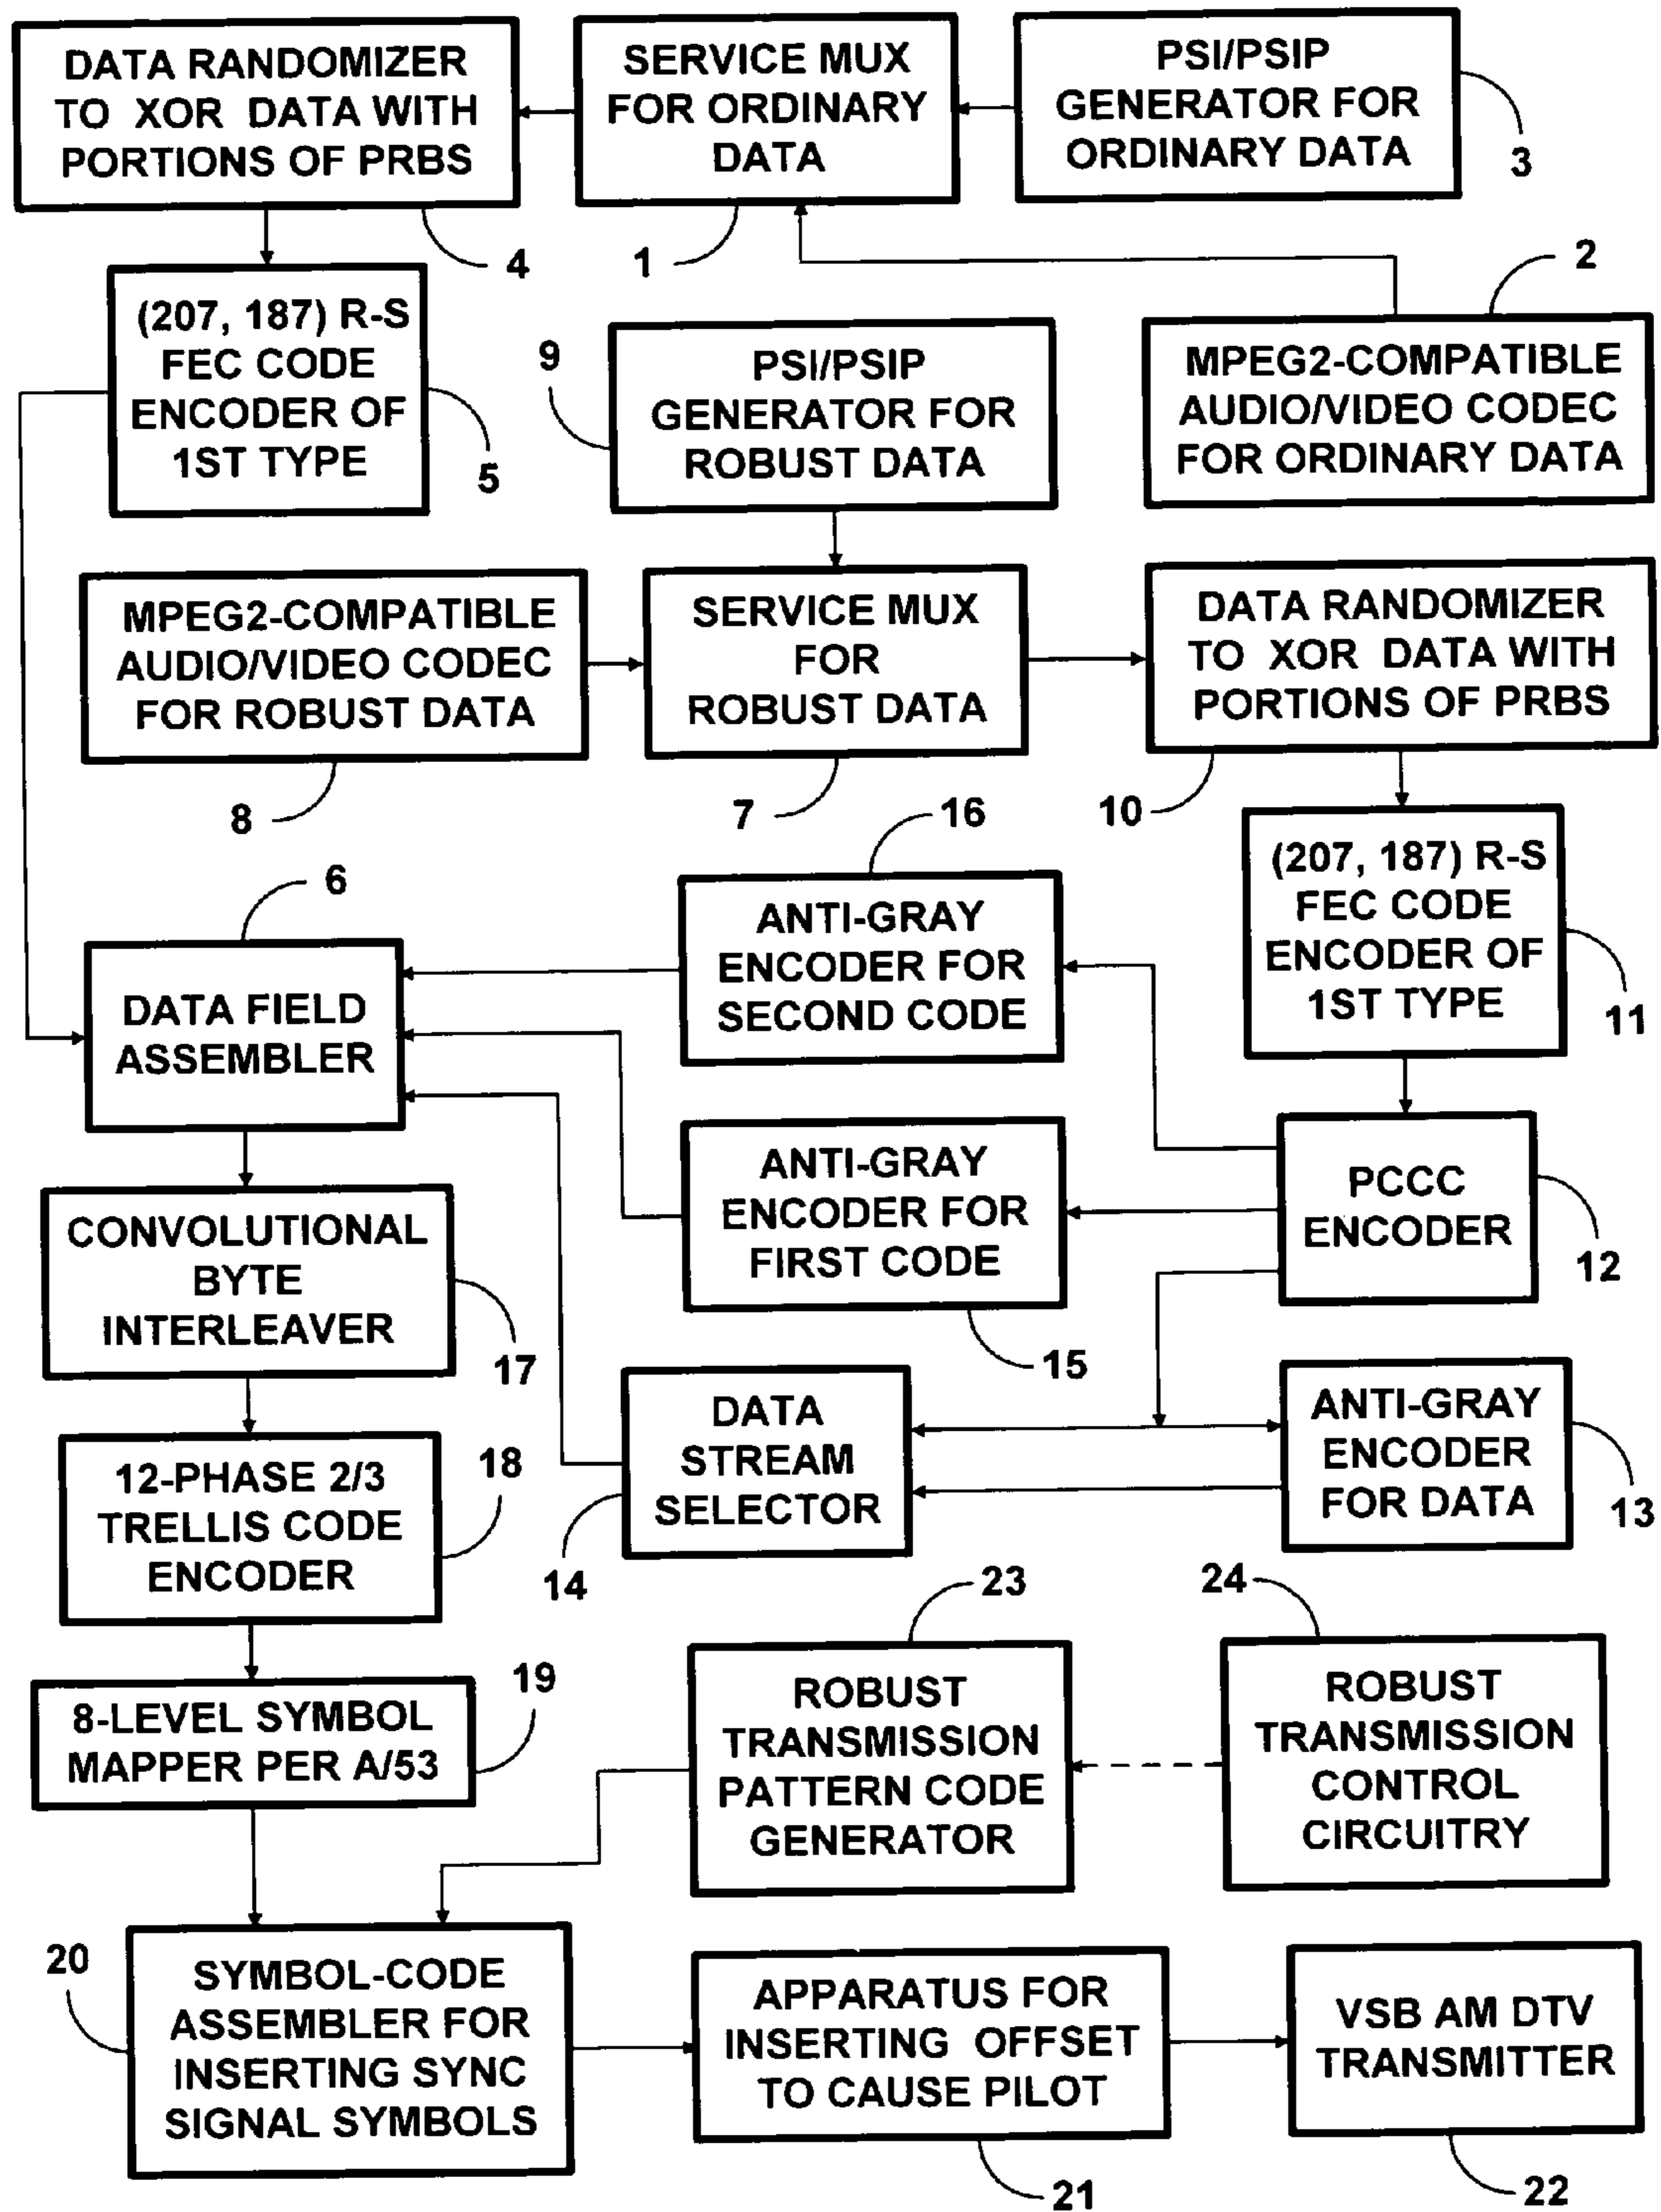 DATA RANDOMIZER
TO XOR DATA WITH
PORTIONS OF PRBS
4
SERVICE MUX
FOR ORDINARY
DATA
1
PSI/PSIP
GENERATOR FOR
ORDINARY DATA
3
(207, 187) R-S
FEC CODE
ENCODER OF
1ST TYPE
5
9
PSI/PSIP
GENERATOR FOR
ROBUST DATA
2
MPEG2-COMPATIBLE
AUDIO/VIDEO CODEC
FOR ORDINARY DATA
MPEG2-COMPATIBLE
AUDIO/VIDEO CODEC
FOR ROBUST DATA
8
SERVICE MUX
FOR
ROBUST DATA
7
DATA RANDOMIZER
TO XOR DATA WITH
PORTIONS OF PRBS
10
6
DATA FIELD
ASSEMBLER
16
ANTI-GRAY
ENCODER FOR
SECOND CODE
(207, 187) R-S
FEC CODE
ENCODER OF
1ST TYPE
11
CONVOLUTIONAL
BYTE
INTERLEAVER
17
ANTI-GRAY
ENCODER FOR
FIRST CODE
15
PCCC
ENCODER
12
12-PHASE 2/3
TRELLIS CODE
ENCODER
18
DATA
STREAM
SELECTOR
14
ANTI-GRAY
ENCODER
FOR DATA
13
8-LEVEL SYMBOL
MAPPER PER A/53
19
23
ROBUST
TRANSMISSION
PATTERN CODE
GENERATOR
24
ROBUST
TRANSMISSION
CONTROL
CIRCUITRY
20
SYMBOL-CODE
ASSEMBLER FOR
INSERTING SYNC
SIGNAL SYMBOLS
APPARATUS FOR
INSERTING OFFSET
TO CAUSE PILOT
21
VSB AM DTV
TRANSMITTER
22